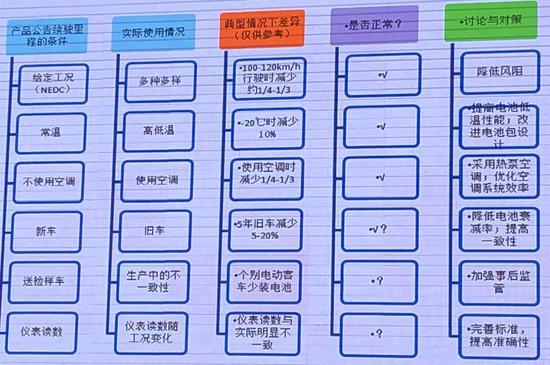 产品公告续驶里
程的条件
给定工况
(NEDC)
常温
不使用空调
新车
送检样车
仪表读数
实际使用情况
多种多样
高低温
使用空调
旧车
生产中的不
一致性
仪表读数随
工况变化
典型情况下差异
(仅供参考)
•100-120km/h
行驶时减少
约1/4-1/3
•-20℃时减少
10%
•使用空调时
减少1/4-1/3
•5年旧车减少
5-20%
•个别电动客
车少装电池
•仪表读数与
实际明显不
一致
•是否正常?
•√
•√
•√
•√?
•?
•?
•讨论与对策
降低风阻
•提高电池低
温性能;改
进电池包设
计
•采用热泵空
调;优化空
调系统效率
•降低电池衰
减率;提高
一致性
•加强事后监
管
•完善标准,
提高准确性